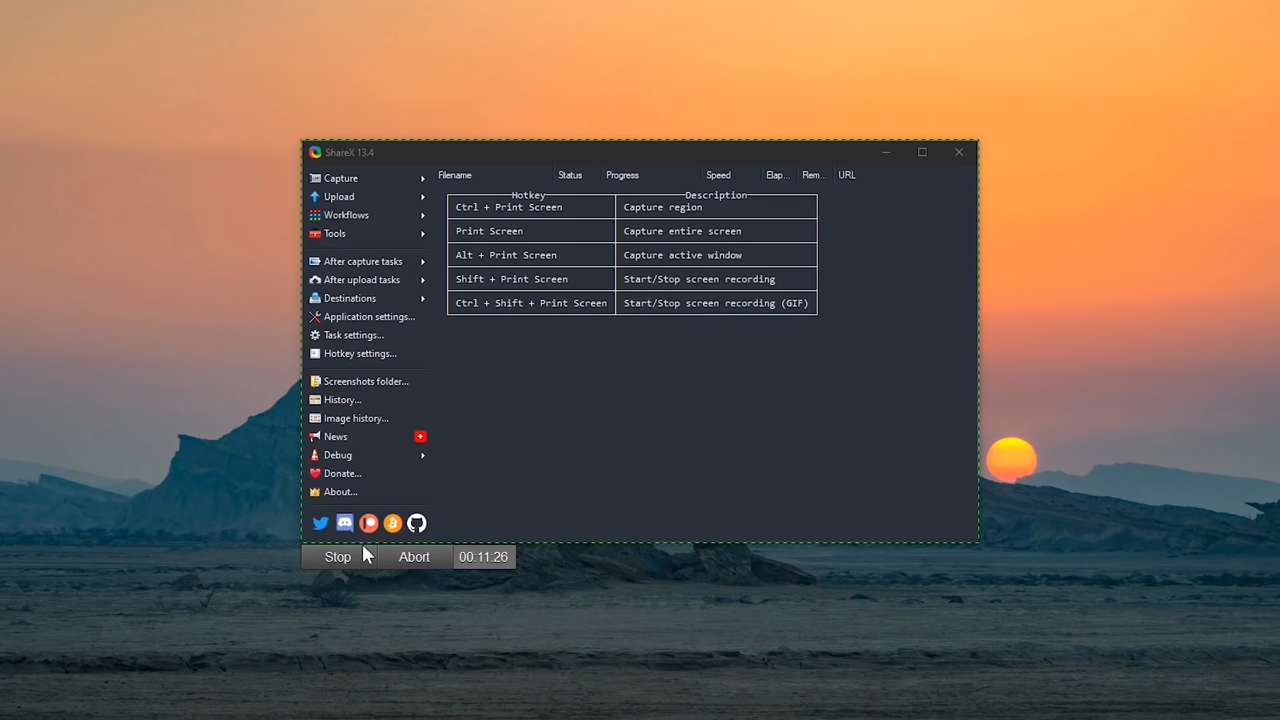 ShareX 13.4
Capture
Upload
Workflows
Tools
After capture tasks
After upload tasks
Destinations
Application settings...
Task settings...
Hotkey settings...
Screenshots folder...
History...
Image history...
News
Debug
Donate...
About...
Filename Status Progress Speed Elap... Rem... URL
Hotkey Description
Ctrl + Print Screen Capture region
Print Screen Capture entire screen
Alt + Print Screen Capture active window
Shift + Print Screen Start/Stop screen recording
Ctrl + Shift + Print Screen Start/Stop screen recording (GIF)
Stop Abort 00:11:26